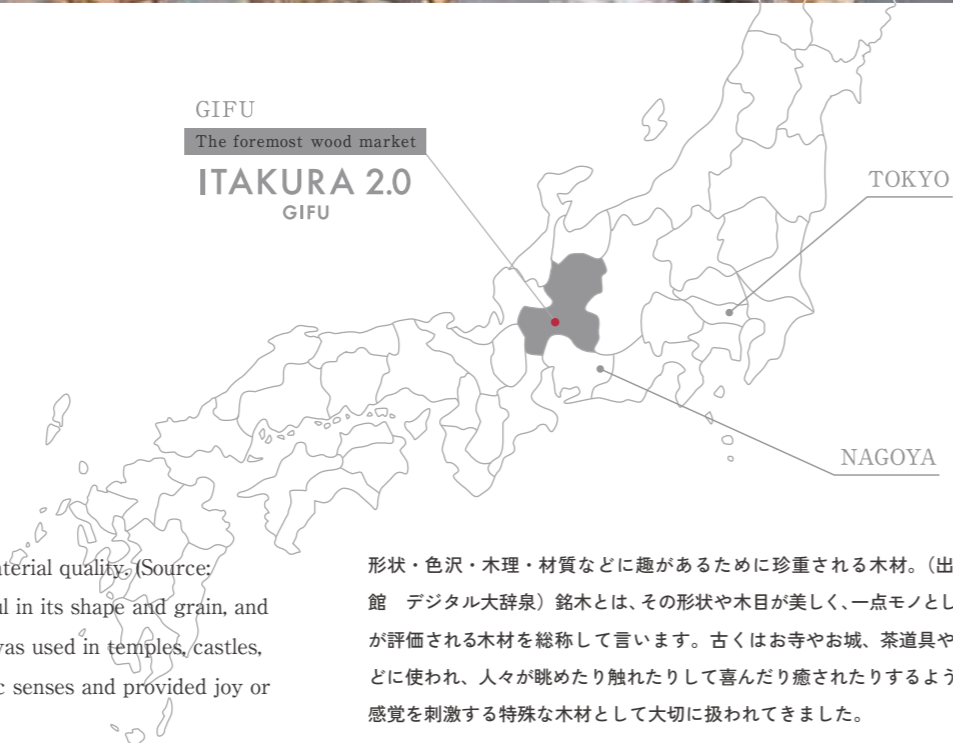 GIFU
The foremost wood market
ITAKURA 2.0
GIFU
TOKYO
NAGOYA
quality. (Source:
in its shape and grain, and
was used in temples, castles,
senses and provided joy or
形状・色沢・木理・材質などに趣があるために珍重される木材。（出
館　デジタル大辞泉）銘木とは、その形状や木目が美しく、一点モノとし
が評価される木材を総称して言います。古くはお寺やお城、茶道具や
どに使われ、人々が眺めたり触れたりして喜んだり癒されたりするよう
感覚を刺激する特殊な木材として大切に扱われてきました。